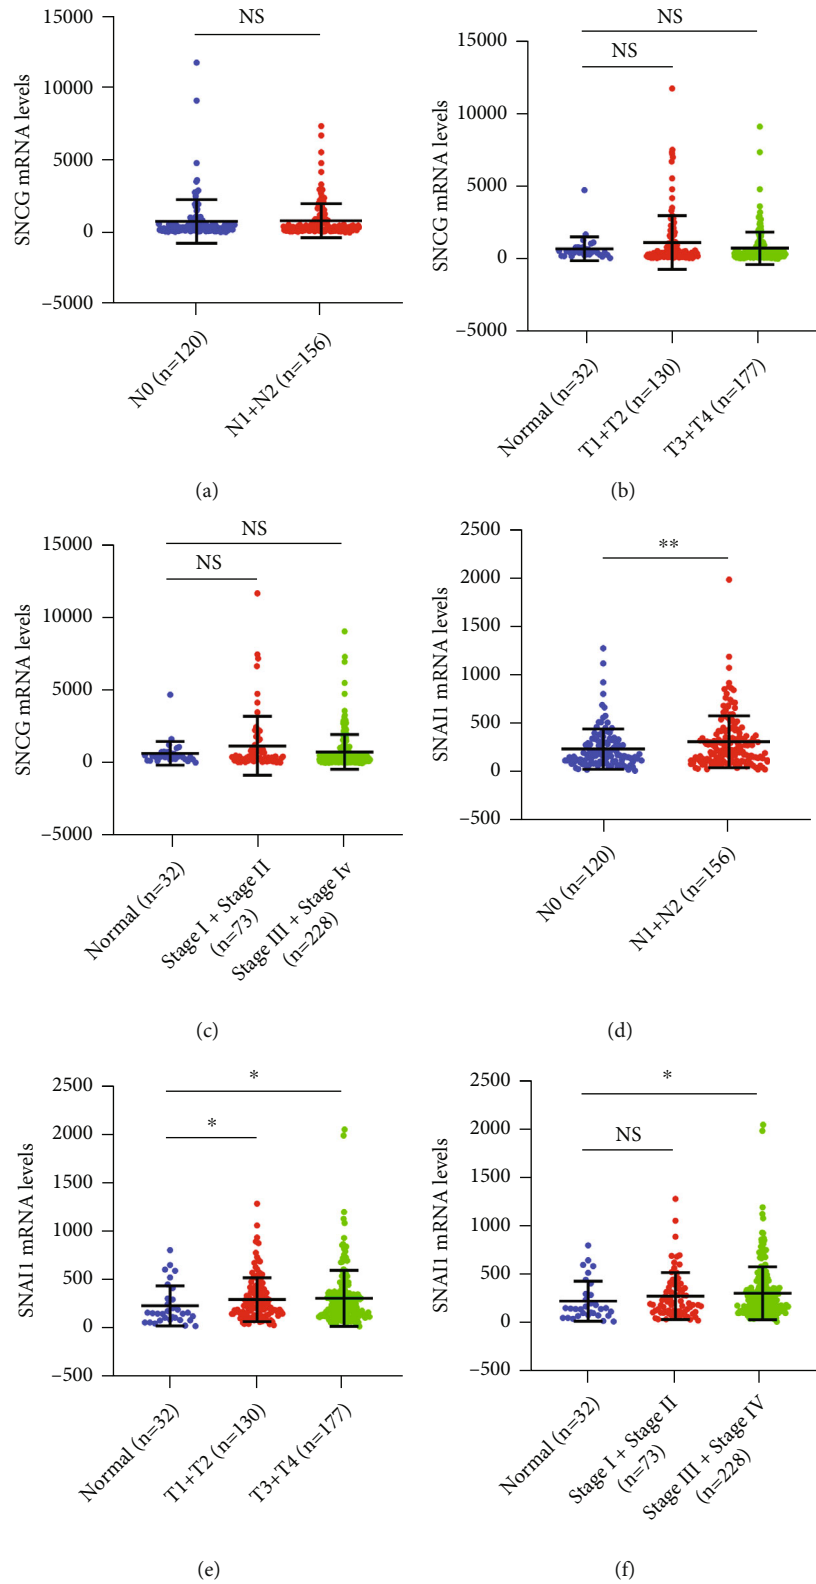 NS
15000
10000
5000
0
–5000
SNCG mRNA levels
N0 (n=120)
N1+N2 (n=156)
(a)
NS
NS
15000
10000
5000
0
–5000
SNCG mRNA levels
Normal (n=32)
T1+T2 (n=130)
T3+T4 (n=177)
(b)
NS
NS
15000
10000
5000
0
–5000
SNCG mRNA levels
Normal (n=32)
Stage I + Stage II
(n=73)
Stage III + Stage Iv
(n=228)
(c)
**
2500
2000
1500
1000
500
0
–500
SNAI1 mRNA levels
N0 (n=120)
N1+N2 (n=156)
(d)
*
*
2500
2000
1500
1000
500
0
–500
SNAI1 mRNA levels
Normal (n=32)
T1+T2 (n=130)
T3+T4 (n=177)
(e)
*
NS
2500
2000
1500
1000
500
0
–500
SNAI1 mRNA levels
Normal (n=32)
Stage I + Stage II
(n=73)
Stage III + Stage IV
(n=228)
(f)